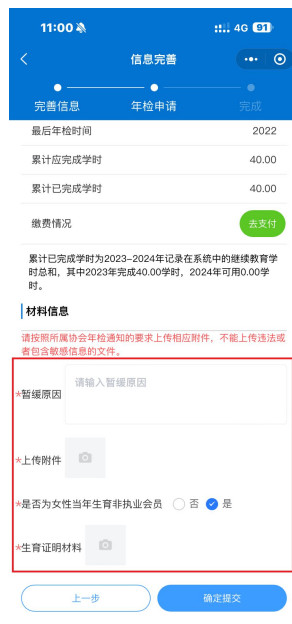 11:00 4G 91
信息完善
完善信息 年检申请 完成
最后年检时间 2022
累计应完成学时 40.00
累计已完成学时 40.00
缴费情况 去支付
累计已完成学时为2023-2024年记录在系统中的继续教育学
时总和，其中2023年完成40.00学时，2024年可用0.00学
时。
材料信息
请按照所属协会年检通知的要求上传相应附件，不能上传违法或
者包含敏感信息的文件。
*暂缓原因 请输入暂缓原因
*上传附件
*是否为女性当年生育非执业会员 否 是
*生育证明材料
上一步 确定提交